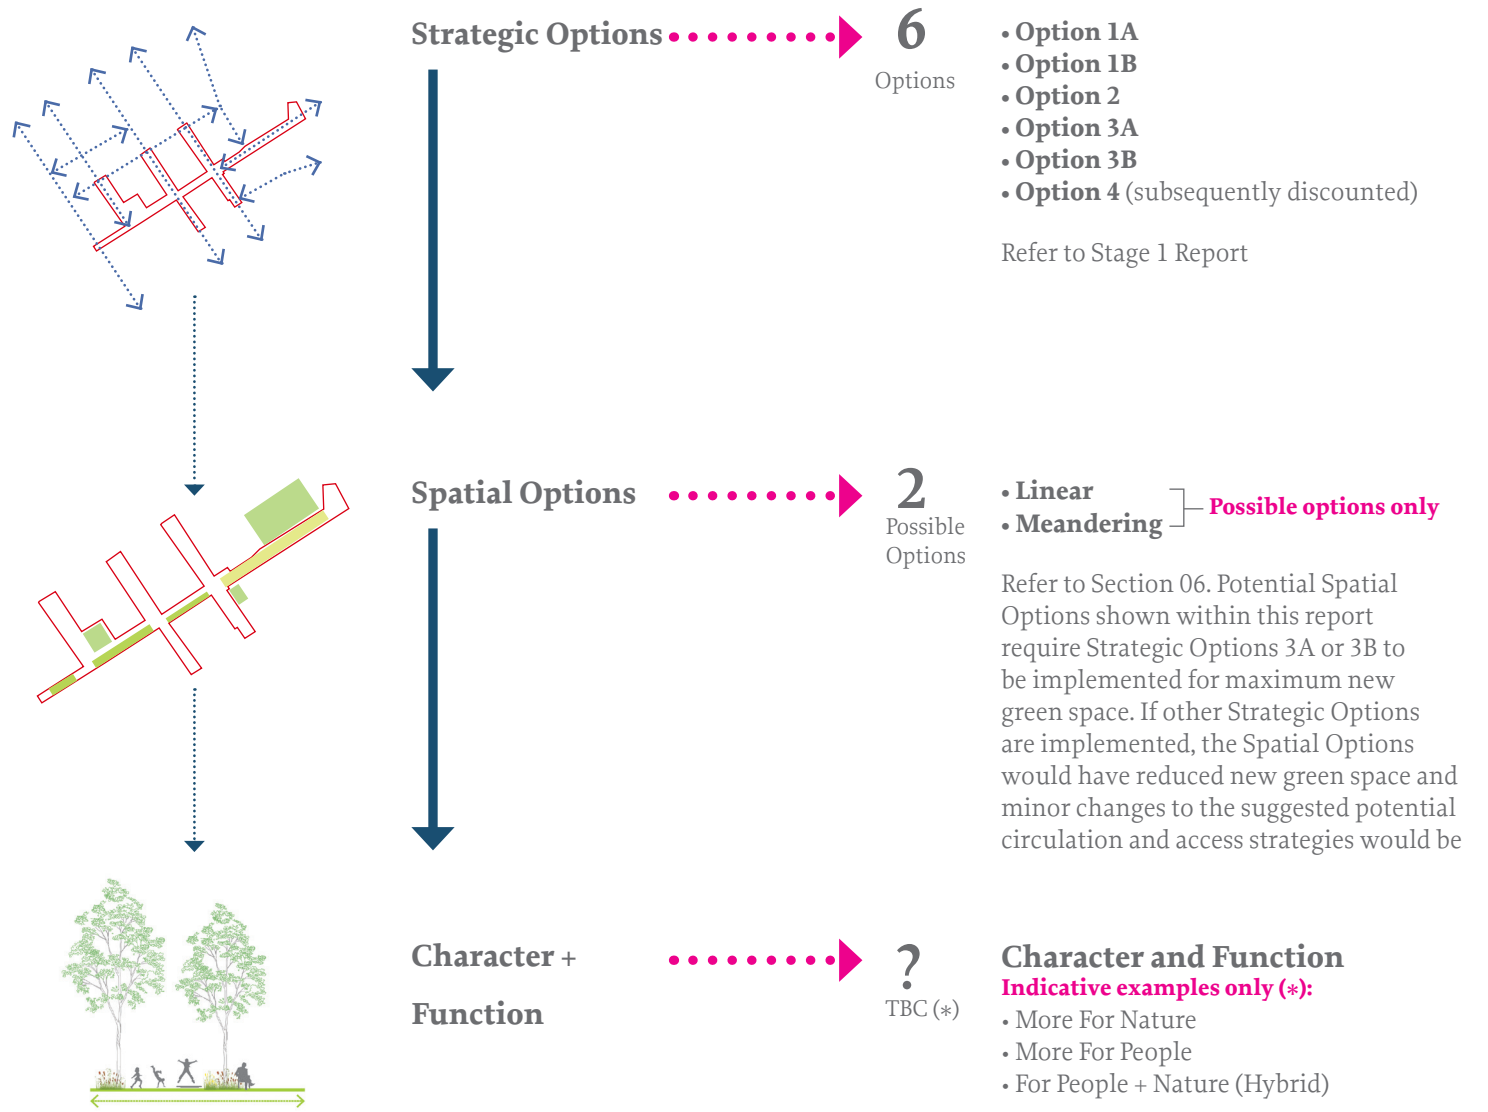 Strategic Options
6
Options
• Option 1A
• Option 1B
• Option 2
• Option 3A
• Option 3B
• Option 4 (subsequently discounted)
Refer to Stage 1 Report
Spatial Options
2
Possible
Options
• Linear
• Meandering
Possible options only
Refer to Section 06. Potential Spatial
Options shown within this report
require Strategic Options 3A or 3B to
be implemented for maximum new
green space. If other Strategic Options
are implemented, the Spatial Options
would have reduced new green space and
minor changes to the suggested potential
circulation and access strategies would be
Character +
Function
?
TBC (*)
Character and Function
Indicative examples only (*):
• More For Nature
• More For People
• For People + Nature (Hybrid)